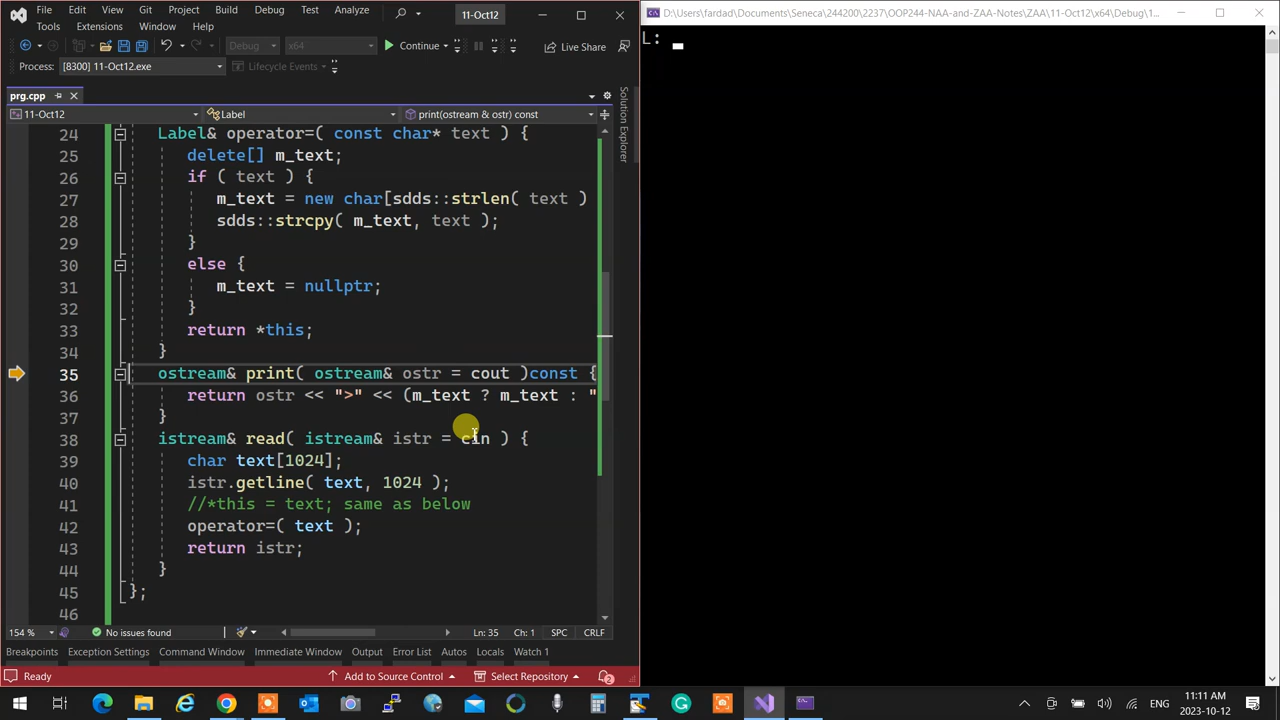 File Edit View Git Project Build
Debug Test Analyze
Tools Extensions Window Help
11-Oct12
Debug x64 Continue Live Share
Process: [8300] 11-Oct12.exe Lifecycle Events
prg.cpp
11-Oct12 Label print(ostream & ostr) const
24 Label& operator=( const char* text ) {
25 delete[] m_text;
26 if ( text ) {
27 m_text = new char[sdds::strlen( text )
28 sdds::strcpy( m_text, text );
29 }
30 else {
31 m_text = nullptr;
32 }
33 return *this;
34 }
35 ostream& print( ostream& ostr = cout )const {
36 return ostr << ">" << (m_text ? m_text : "
37 }
38 istream& read( istream& istr = cin ) {
39 char text[1024];
40 istr.getline( text, 1024 );
41 //*this = text; same as below
42 operator=( text );
43 return istr;
44 }
45 };
46
154 % No issues found Ln: 35 Ch: 1 SPC CRLF
Breakpoints Exception Settings Command Window Immediate Window Output Error List Autos Locals Watch 1
Ready Add to Source Control Select Repository 2
Solution Explorer
D:\Users\fardad\Documents\Seneca\244200\2237\OOP244-NAA-and-ZAA-Notes\ZAA\11-Oct12\x64\Debug\1...
L:
ENG
11:11 AM
2023-10-12